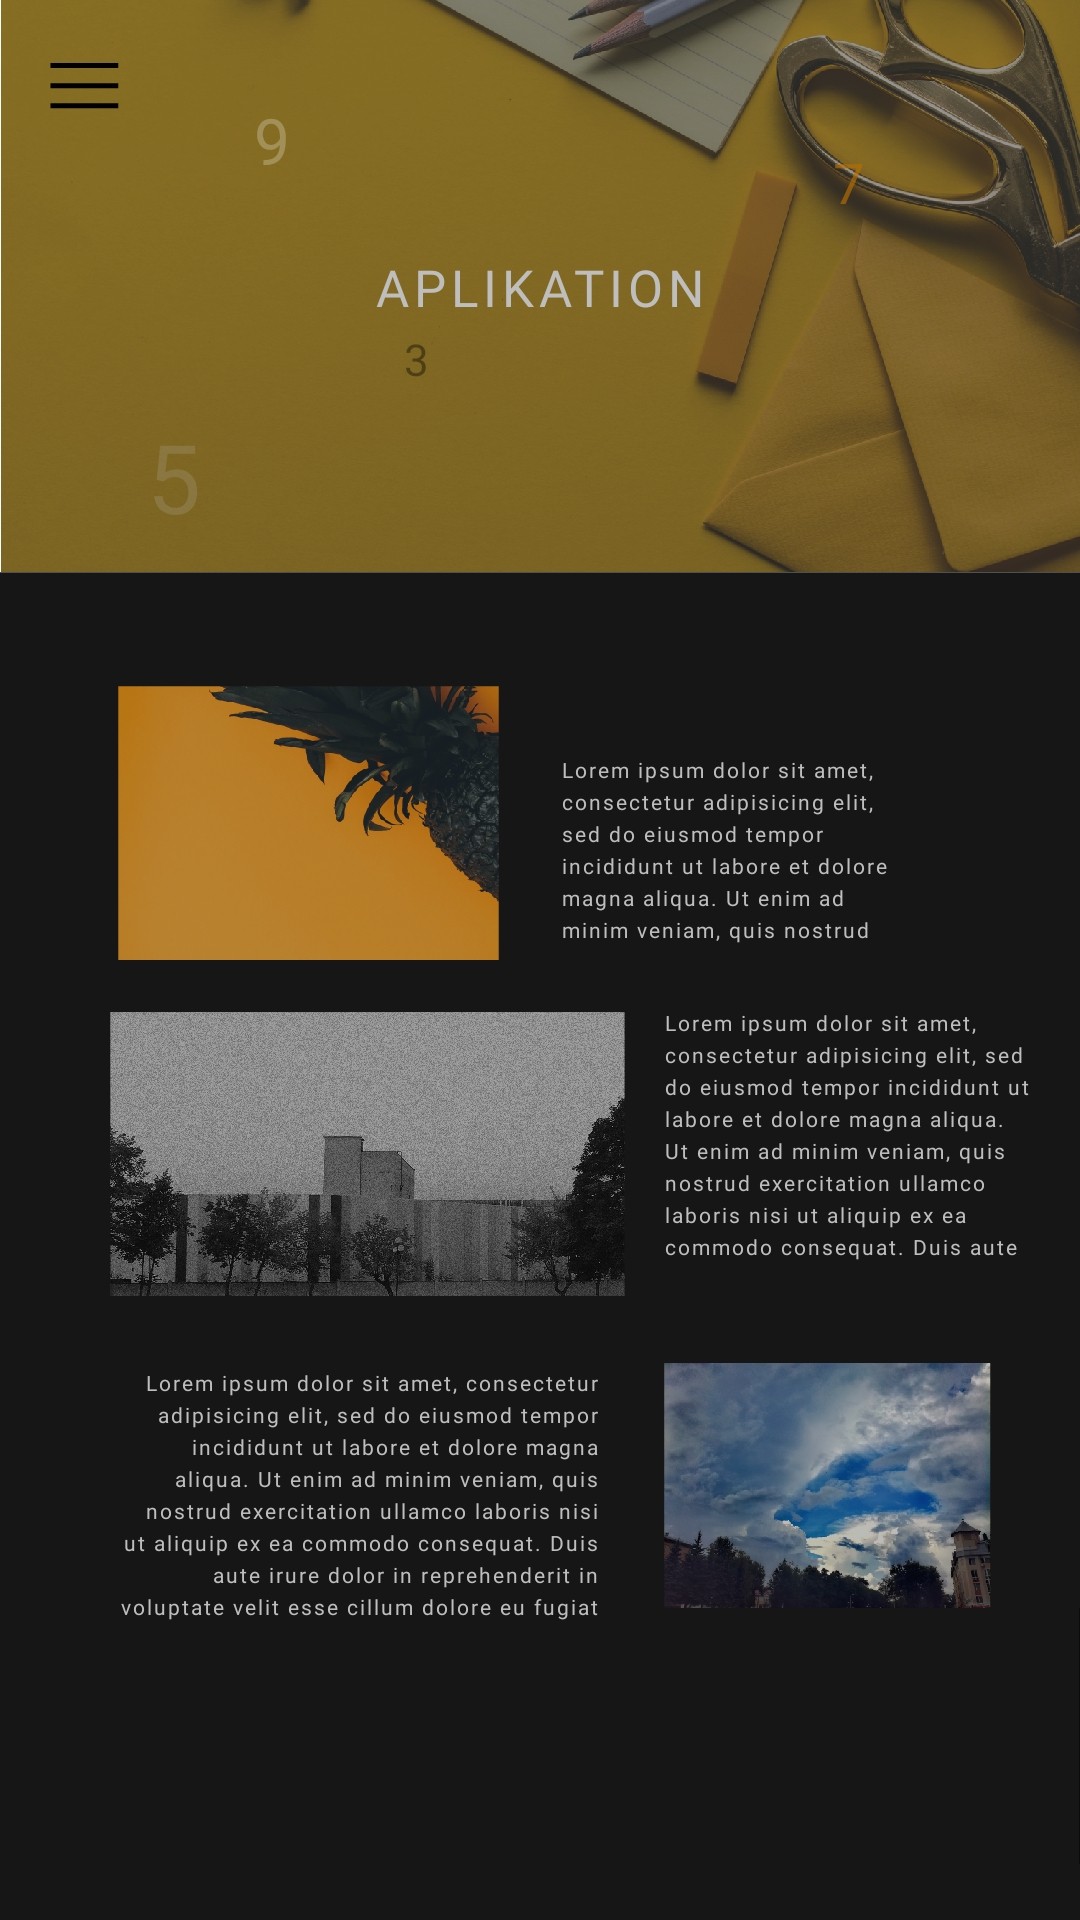 9
7
APLIKATION
3
5
Lorem ipsum dolor sit amet,
consectetur adipisicing elit,
sed do eiusmod tempor
incididunt ut labore et dolore
magna aliqua. Ut enim ad
minim veniam, quis nostrud
Lorem ipsum dolor sit amet,
consectetur adipisicing elit, sed
do eiusmod tempor incididunt ut
labore et dolore magna aliqua.
Ut enim ad minim veniam, quis
nostrud exercitation ullamco
laboris nisi ut aliquip ex ea
commodo consequat. Duis aute
Lorem ipsum dolor sit amet, consectetur
adipisicing elit, sed do eiusmod tempor
incididunt ut labore et dolore magna
aliqua. Ut enim ad minim veniam, quis
nostrud exercitation ullamco laboris nisi
ut aliquip ex ea commodo consequat. Duis
aute irure dolor in reprehenderit in
voluptate velit esse cillum dolore eu fugiat